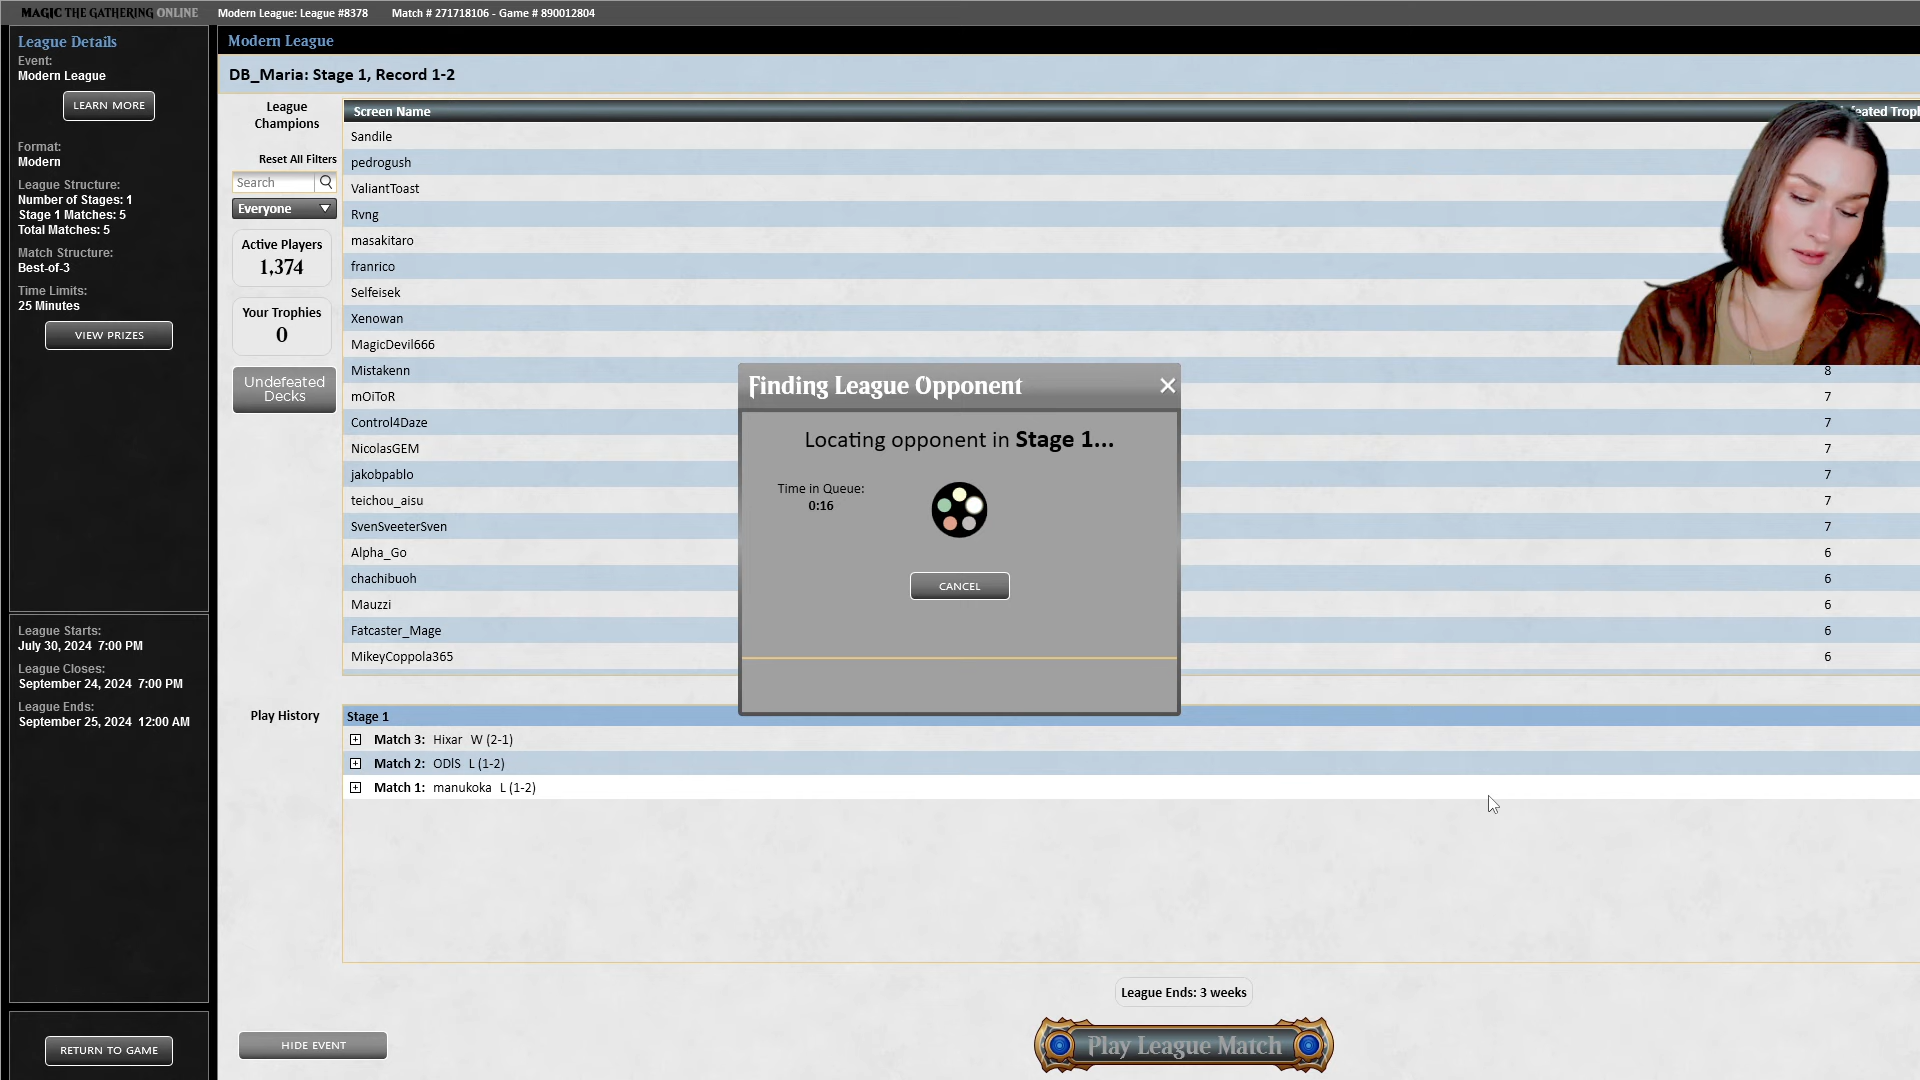 MAGIC THE GATHERING ONLINE
Modern League: League #8378
Match # 271718106 - Game # 890012804
League Details
Event:
Modern League
LEARN MORE
Format:
Modern
League Structure:
Number of Stages: 1
Stage 1 Matches: 5
Total Matches: 5
Match Structure:
Best-of-3
Time Limits:
25 Minutes
VIEW PRIZES
League Starts:
July 30, 2024 7:00 PM
League Closes:
September 24, 2024 7:00 PM
League Ends:
September 25, 2024 12:00 AM
RETURN TO GAME
Modern League
DB_Maria: Stage 1, Record 1-2
League
Champions
Reset All Filters
Search
Everyone
Active Players
1,374
Your Trophies
0
Undefeated
Decks
Screen Name
Sandile
pedrogush
ValiantToast
Rvng
masakitaro
franrico
Selfeisek
Xenowan
MagicDevil666
Mistakenn 8
mOiToR 7
Control4Daze 7
NicolasGEM 7
jakobpablo 7
teichou_aisu 7
SvenSveeterSven 7
Alpha_Go 6
chachibuoh 6
Mauzzi 6
Fatcaster_Mage 6
MikeyCoppola365 6
Finding League Opponent
Locating opponent in Stage 1...
Time in Queue:
0:16
CANCEL
Play History
Stage 1
Match 3: Hixar W (2-1)
Match 2: ODlS L (1-2)
Match 1: manukoka L (1-2)
League Ends: 3 weeks
HIDE EVENT
Play League Match